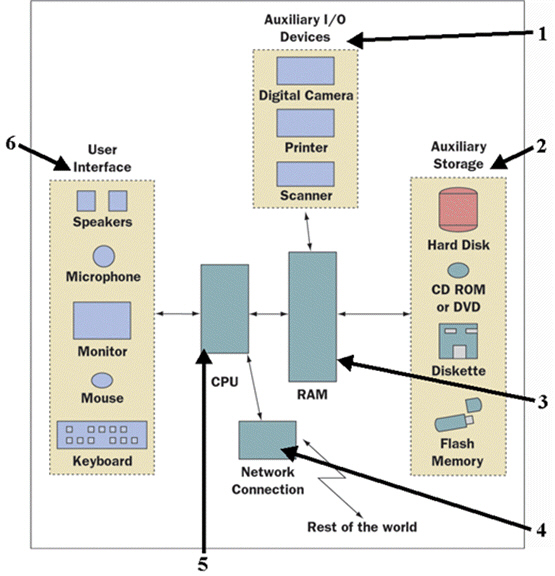 Auxiliary I/O
Devices
1
Digital Camera
Printer
Scanner
6
User
Interface
Speakers
Microphone
Monitor
Mouse
Keyboard
Auxiliary
Storage
2
Hard Disk
CD ROM
or DVD
Diskette
Flash
Memory
CPU
RAM
3
Network
Connection
4
Rest of the world
5